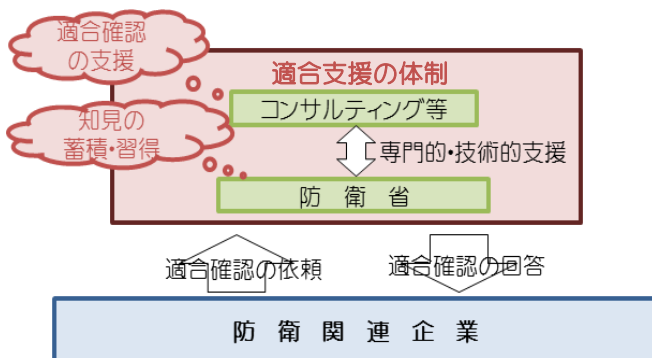 適合確認
の支援
適合支援の体制
コンサルティング等
知見の
蓄積・習得
専門的・技術的支援
防衛省
適合確認の依頼
適合確認の回答
防衛関連企業